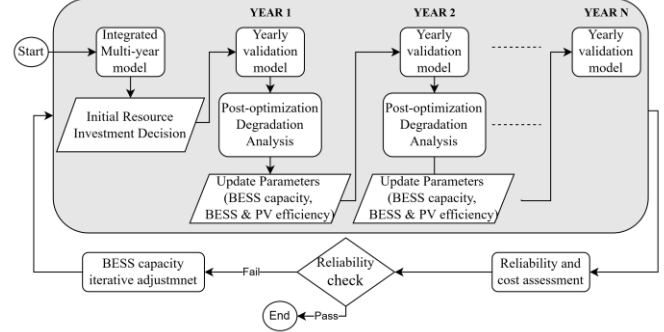 YEAR 1
YEAR 2
YEAR N
Start
Integrated
Multi-year
model
Yearly
validation
model
Yearly
validation
model
Yearly
validation
model
Initial Resource
Investment Decision
Post-optimization
Degradation
Analysis
Post-optimization
Degradation
Analysis
Update Parameters
(BESS capacity,
BESS & PV efficiency)
Update Parameters
(BESS capacity,
BESS & PV efficiency)
BESS capacity
iterative adjustmnet
Fail
Reliability
check
Reliability and
cost assessment
End
Pass